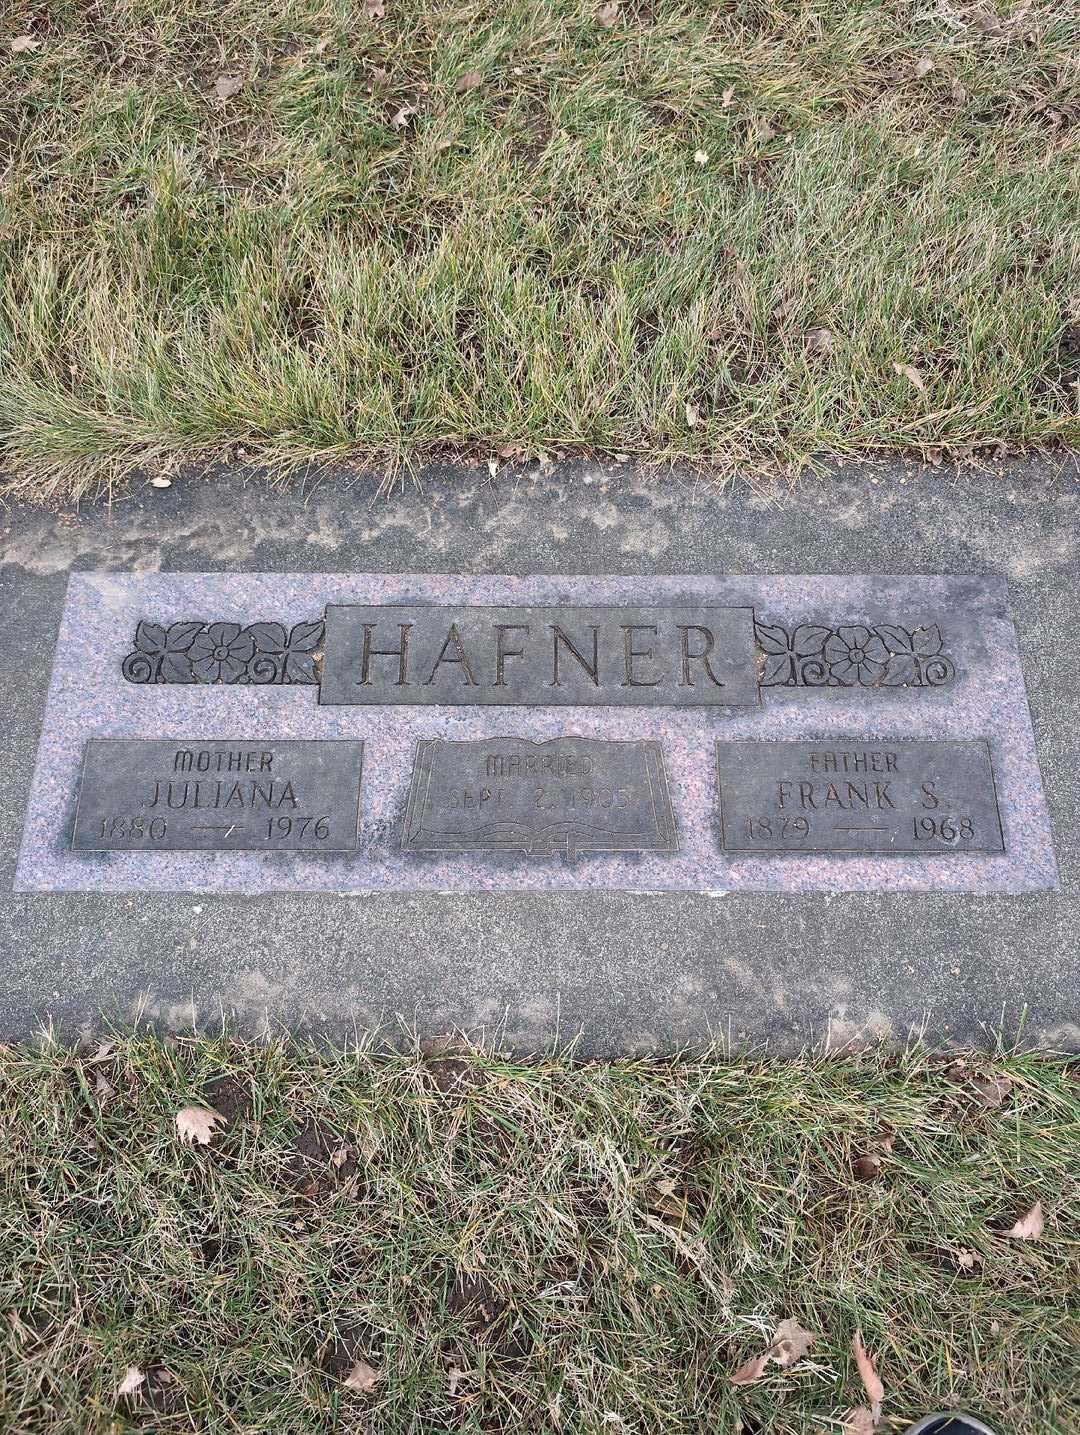 HAFNER
MOTHER
JULIANA
1880 — 1976
MARRIED
SEPT. 2, 1905
FATHER
FRANK S.
1879 — 1968